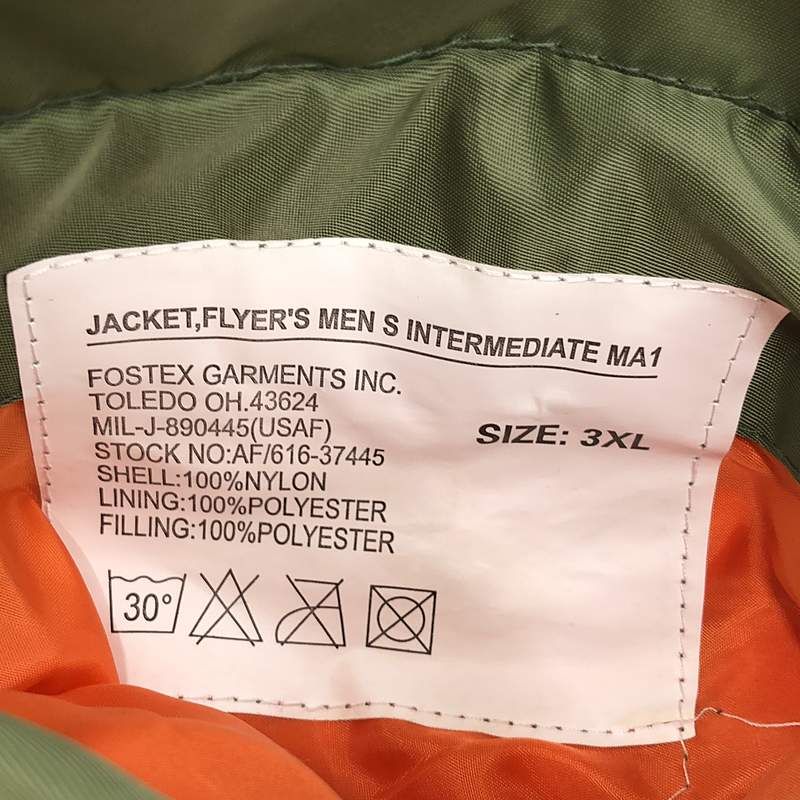 JACKET,FLYER'S MEN S INTERMEDIATE MA1
FOSTEX GARMENTS INC.
TOLEDO OH.43624
MIL-J-890445(USAF)
SIZE: 3XL
STOCK NO:AF/616-37445
SHELL:100%NYLON
LINING:100%POLYESTER
FILLING:100%POLYESTER
30°